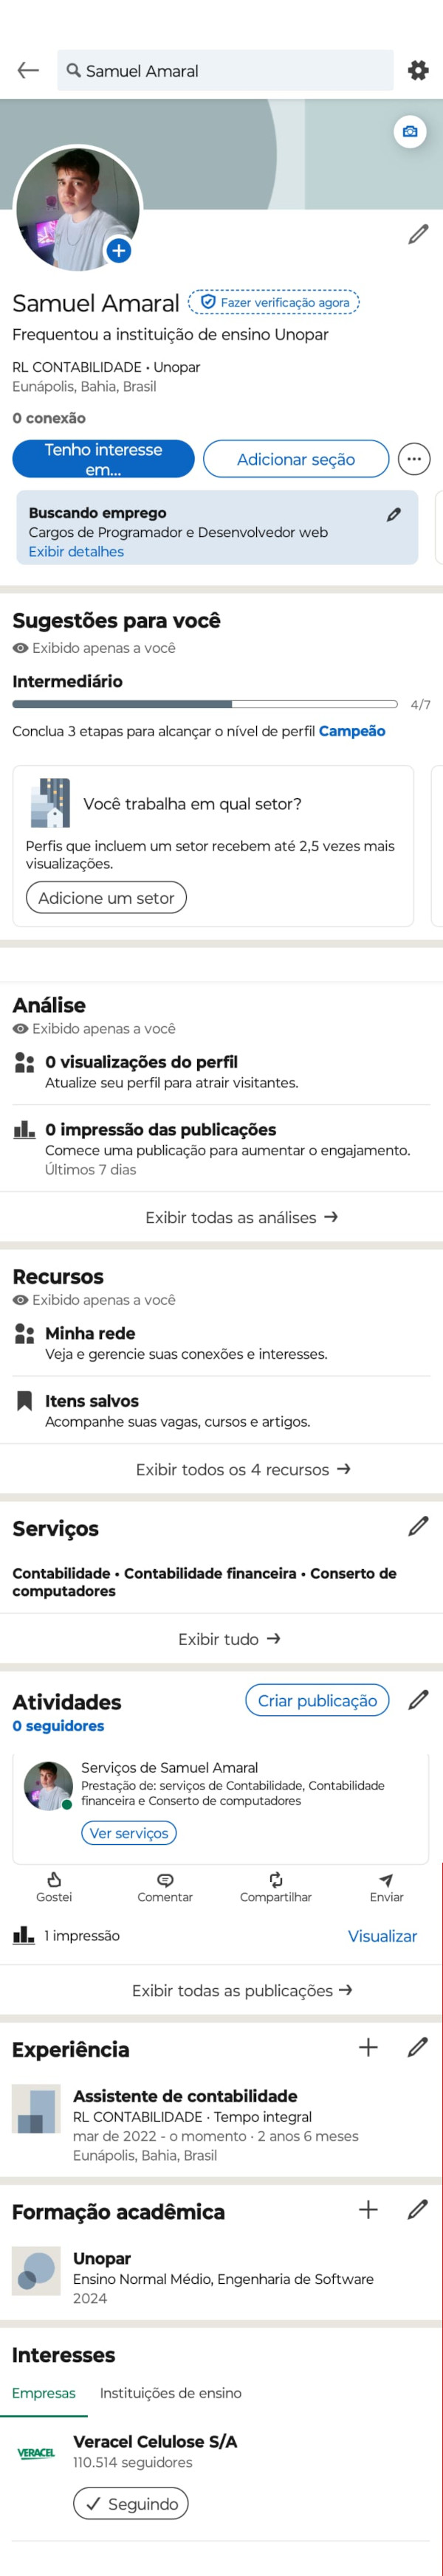 Samuel Amaral
Samuel Amaral
Fazer verificação agora
Frequentou a instituição de ensino Unopar
RL CONTABILIDADE • Unopar
Eunápolis, Bahia, Brasil
0 conexão
Tenho interesse
em...
Adicionar seção
Buscando emprego
Cargos de Programador e Desenvolvedor web
Exibir detalhes
Sugestões para você
Exibido apenas a você
Intermediário
4/7
Conclua 3 etapas para alcançar o nível de perfil Campeão
Você trabalha em qual setor?
Perfis que incluem um setor recebem até 2,5 vezes mais
visualizações.
Adicione um setor
Análise
Exibido apenas a você
0 visualizações do perfil
Atualize seu perfil para atrair visitantes.
0 impressão das publicações
Comece uma publicação para aumentar o engajamento.
Últimos 7 dias
Exibir todas as análises →
Recursos
Exibido apenas a você
Minha rede
Veja e gerencie suas conexões e interesses.
Itens salvos
Acompanhe suas vagas, cursos e artigos.
Exibir todos os 4 recursos →
Serviços
Contabilidade • Contabilidade financeira • Conserto de
computadores
Exibir tudo →
Atividades
Criar publicação
0 seguidores
Serviços de Samuel Amaral
Prestação de: serviços de Contabilidade, Contabilidade
financeira e Conserto de computadores
Ver serviços
Gostei
Comentar
Compartilhar
Enviar
1 impressão
Visualizar
Exibir todas as publicações →
Experiência
Assistente de contabilidade
RL CONTABILIDADE · Tempo integral
mar de 2022 - o momento · 2 anos 6 meses
Eunápolis, Bahia, Brasil
Formação acadêmica
Unopar
Ensino Normal Médio, Engenharia de Software
2024
Interesses
Empresas
Instituições de ensino
VERACEL
Veracel Celulose S/A
110.514 seguidores
Seguindo